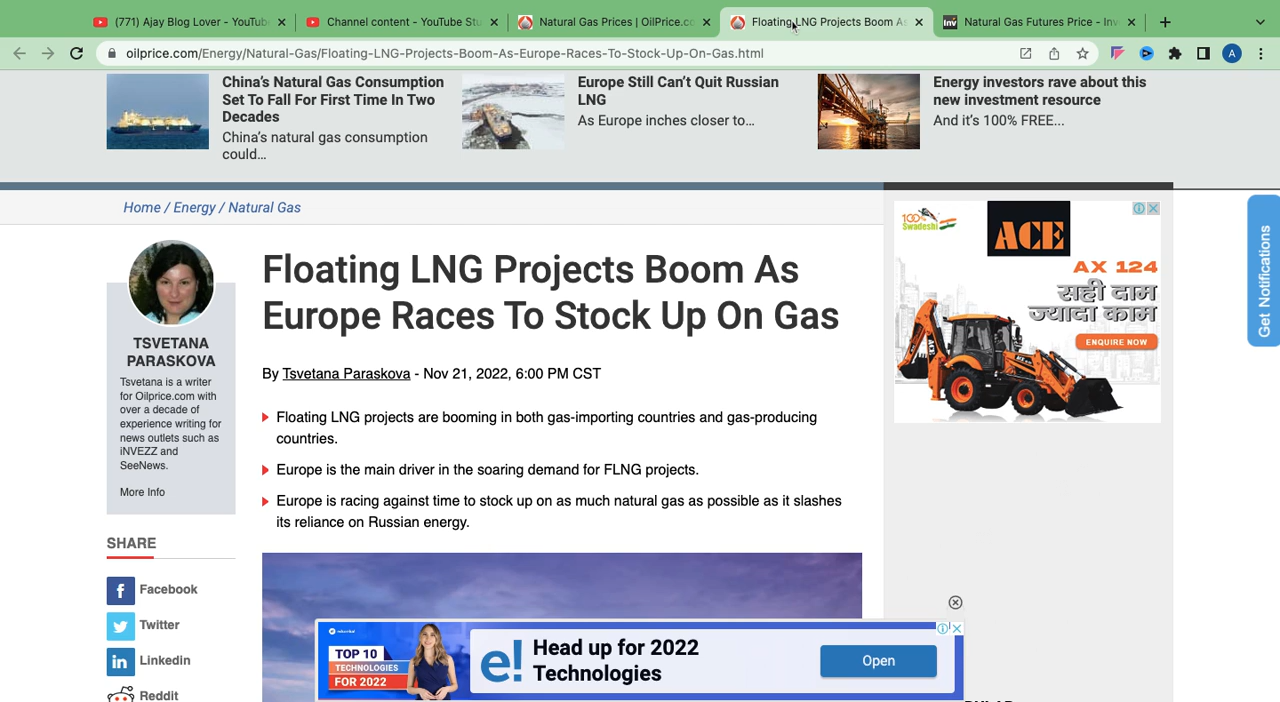 (771) Ajay Blog Lover - YouTube
Channel content - YouTube Stu
Natural Gas Prices | OilPrice.co
Floating LNG Projects Boom As
Natural Gas Futures Price - Inv
oilprice.com/Energy/Natural-Gas/Floating-LNG-Projects-Boom-As-Europe-Races-To-Stock-Up-On-Gas.html
A
China's Natural Gas Consumption
Set To Fall For First Time In Two
Decades
China's natural gas consumption
could…
Europe Still Can't Quit Russian
LNG
As Europe inches closer to…
Energy investors rave about this
new investment resource
And it's 100% FREE...
Home / Energy / Natural Gas
TSVETANA
PARASKOVA
Tsvetana is a writer
for Oilprice.com with
over a decade of
experience writing for
news outlets such as
iNVEZZ and
SeeNews.
More Info
SHARE
Facebook
Twitter
Linkedin
Reddit
Floating LNG Projects Boom As
Europe Races To Stock Up On Gas
By Tsvetana Paraskova - Nov 21, 2022, 6:00 PM CST
Floating LNG projects are booming in both gas-importing countries and gas-producing
countries.
Europe is the main driver in the soaring demand for FLNG projects.
Europe is racing against time to stock up on as much natural gas as possible as it slashes
its reliance on Russian energy.
100%
Swadeshi
ACE
AX 124
सही दाम
ज्यादा काम
ENQUIRE NOW
Get Notifications
edureka!
TOP 10
TECHNOLOGIES
FOR 2022
e!
Head up for 2022
Technologies
Open